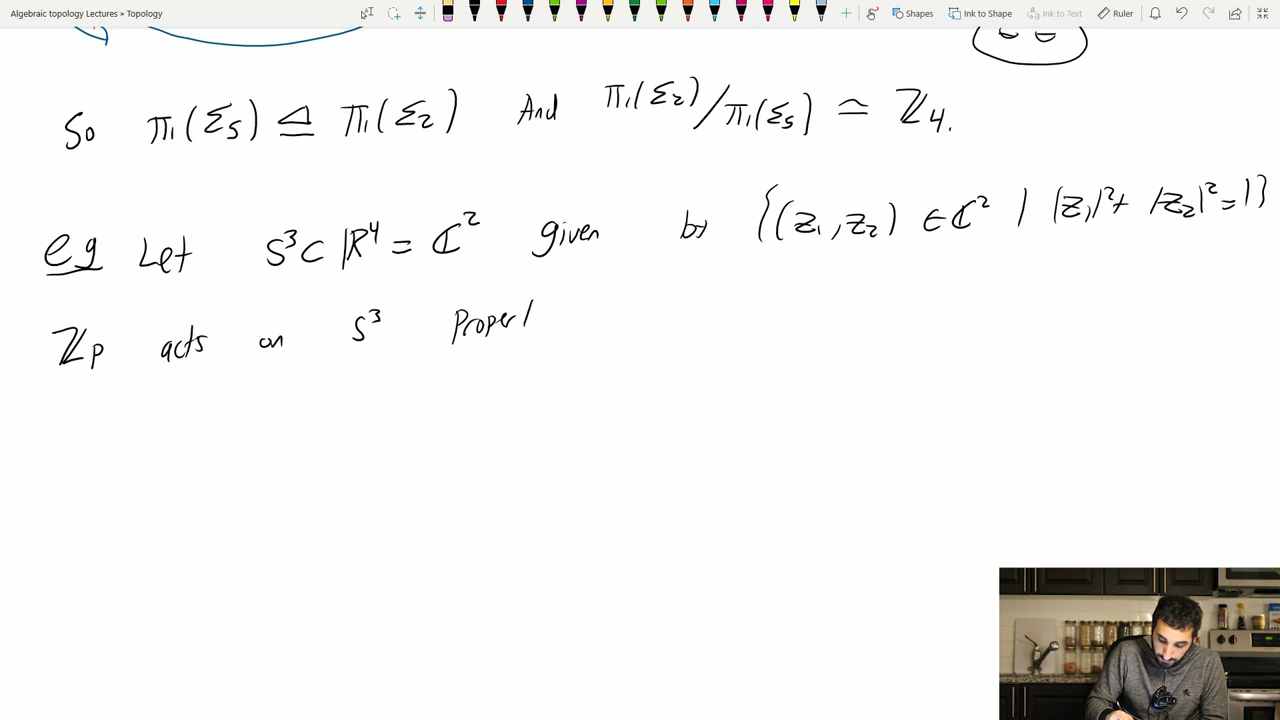 Algebraic topology Lectures » Topology
Shapes Ink to Shape Ink to Text Ruler
So π₁(Σ₅) ⊴ π₁(Σ₂) And π₁(Σ₂)/π₁(Σ₅) ≃ ℤ₄.
eg Let S³ ⊂ ℝ⁴ = ℂ² given by {(z₁, z₂) ∈ ℂ² | |z₁|² + |z₂|² = 1}
ℤₚ acts on S³ Properl